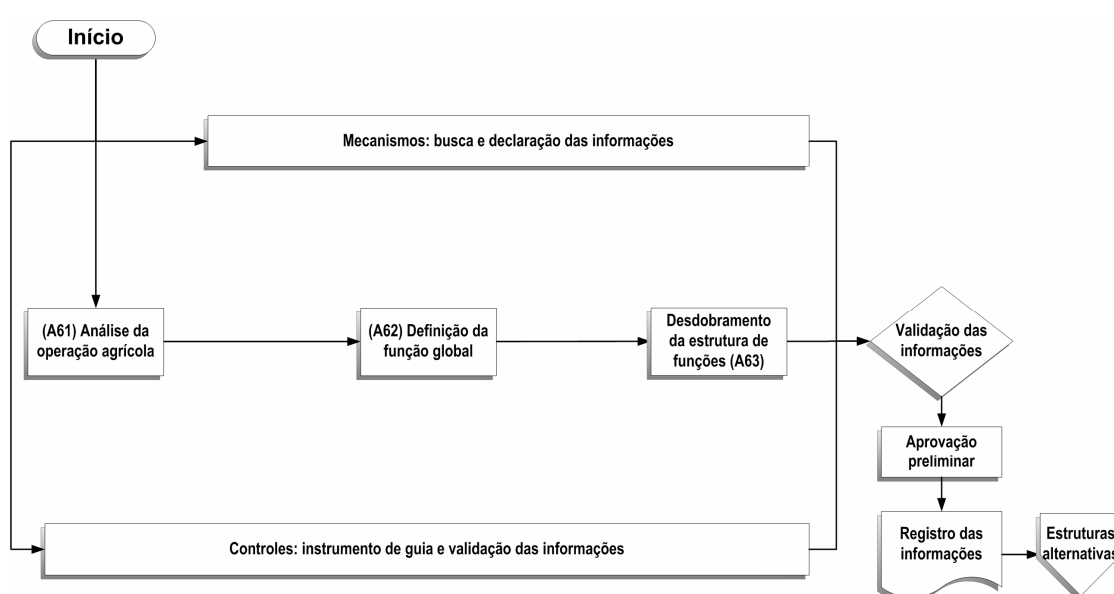 Início
Mecanismos: busca e declaração das informações
(A61) Análise da
operação agrícola
(A62) Definição da
função global
Desdobramento
da estrutura de
funções (A63)
Validação das
informações
Aprovação
preliminar
Controles: instrumento de guia e validação das informações
Registro das
informações
Estruturas
alternativas